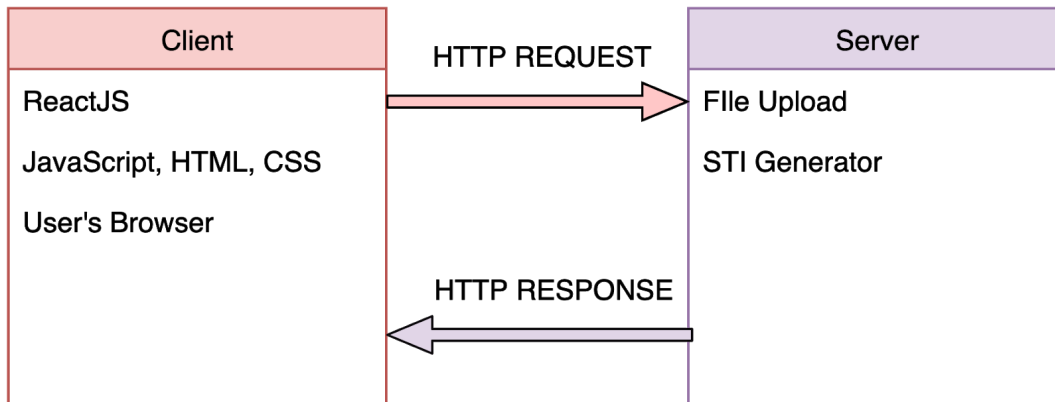 Client
ReactJS
JavaScript, HTML, CSS
User's Browser
HTTP REQUEST
HTTP RESPONSE
Server
FIle Upload
STI Generator